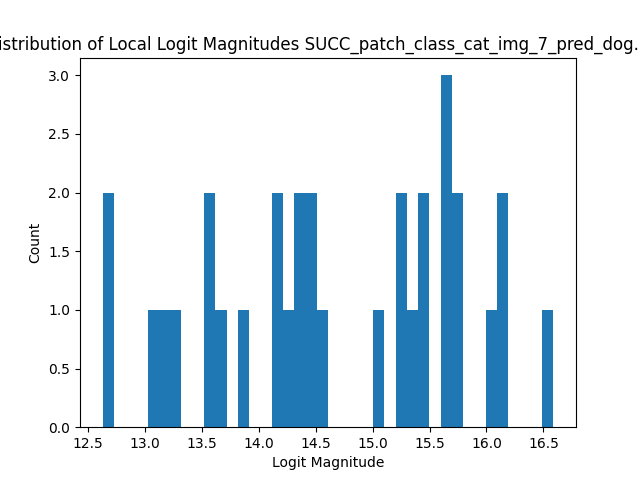 istribution of Local Logit Magnitudes SUCC_patch_class_cat_img_7_pred_dog.
3.0
2.5
2.0
1.5
1.0
0.5
0.0
Count
12.5 13.0 13.5 14.0 14.5 15.0 15.5 16.0 16.5
Logit Magnitude